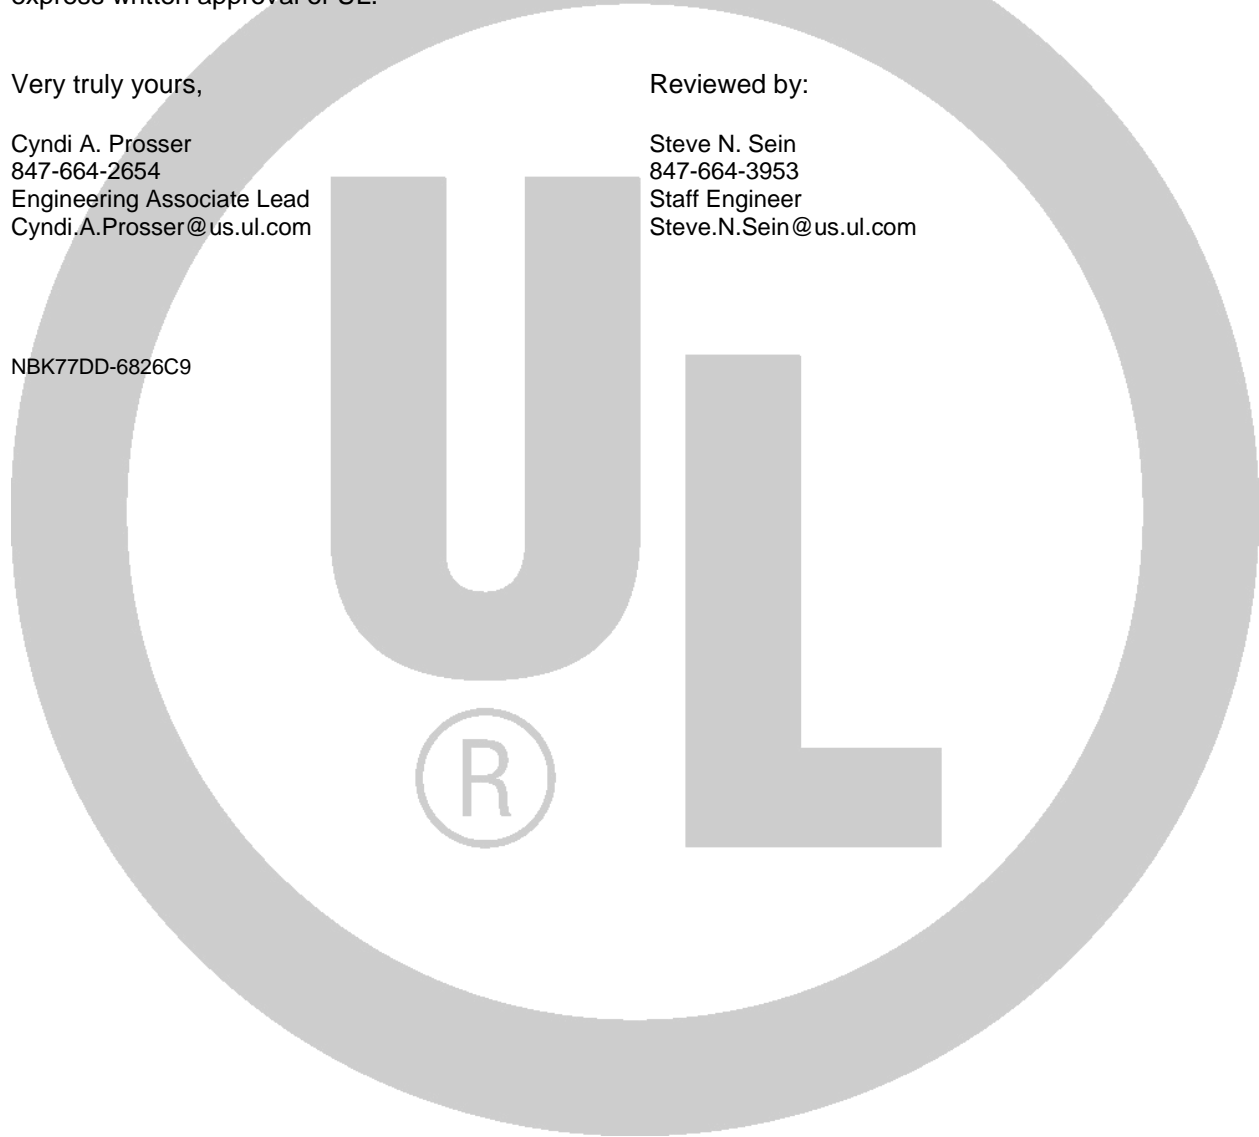 express written approval of UL.
Very truly yours,
Reviewed by:
Cyndi A. Prosser
847-664-2654
Engineering Associate Lead
Cyndi.A.Prosser@us.ul.com
Steve N. Sein
847-664-3953
Staff Engineer
Steve.N.Sein@us.ul.com
NBK77DD-6826C9
UL
®